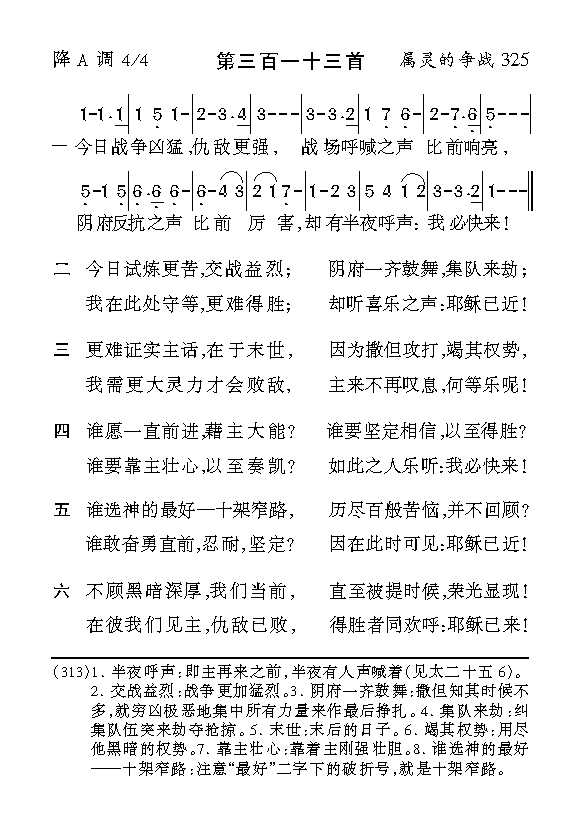 降 A 调 4/4 第三百一十三首 属灵的争战 325
1-1.1|1 5 1-|2-3.4|3---|3-3.2|1 7 6-|2-7.6|5---|
一 今日战争凶猛,仇敌更强, 战场呼喊之声 比前响亮,
5-1 5|6.6 6-|6-4 3|2 1 7-|1-2 3|5 4 1 2|3-3.2|1---‖
阴府反抗之声 比前 厉 害,却有半夜呼声: 我必快来!
二 今日试炼更苦,交战益烈; 阴府一齐鼓舞,集队来劫;
我在此处守等,更难得胜; 却听喜乐之声:耶稣已近!
三 更难证实主话,在于末世, 因为撒但攻打,竭其权势,
我需更大灵力才会败敌, 主来不再叹息,何等乐呢!
四 谁愿一直前进,藉主大能? 谁要坚定相信,以至得胜?
谁要靠主壮心,以至奏凯? 如此之人乐听:我必快来!
五 谁选神的最好—十架窄路, 历尽百般苦恼,并不回顾?
谁敢奋勇直前,忍耐,坚定? 因在此时可见:耶稣已近!
六 不顾黑暗深厚,我们当前, 直至被提时候,荣光显现!
在彼我们见主,仇敌已败, 得胜者同欢呼:耶稣已来!
(313)1. 半夜呼声:即主再来之前,半夜有人声喊着(见太二十五6)。
2. 交战益烈:战争更加猛烈。3. 阴府一齐鼓舞:撒但知其时候不
多,就穷凶极恶地集中所有力量来作最后挣扎。4. 集队来劫:纠
集队伍突来劫夺抢掠。5. 末世:末后的日子。6. 竭其权势:用尽
他黑暗的权势。7. 靠主壮心:靠着主刚强壮胆。8. 谁选神的最好
——十架窄路:注意“最好”二字下的破折号,就是十架窄路。